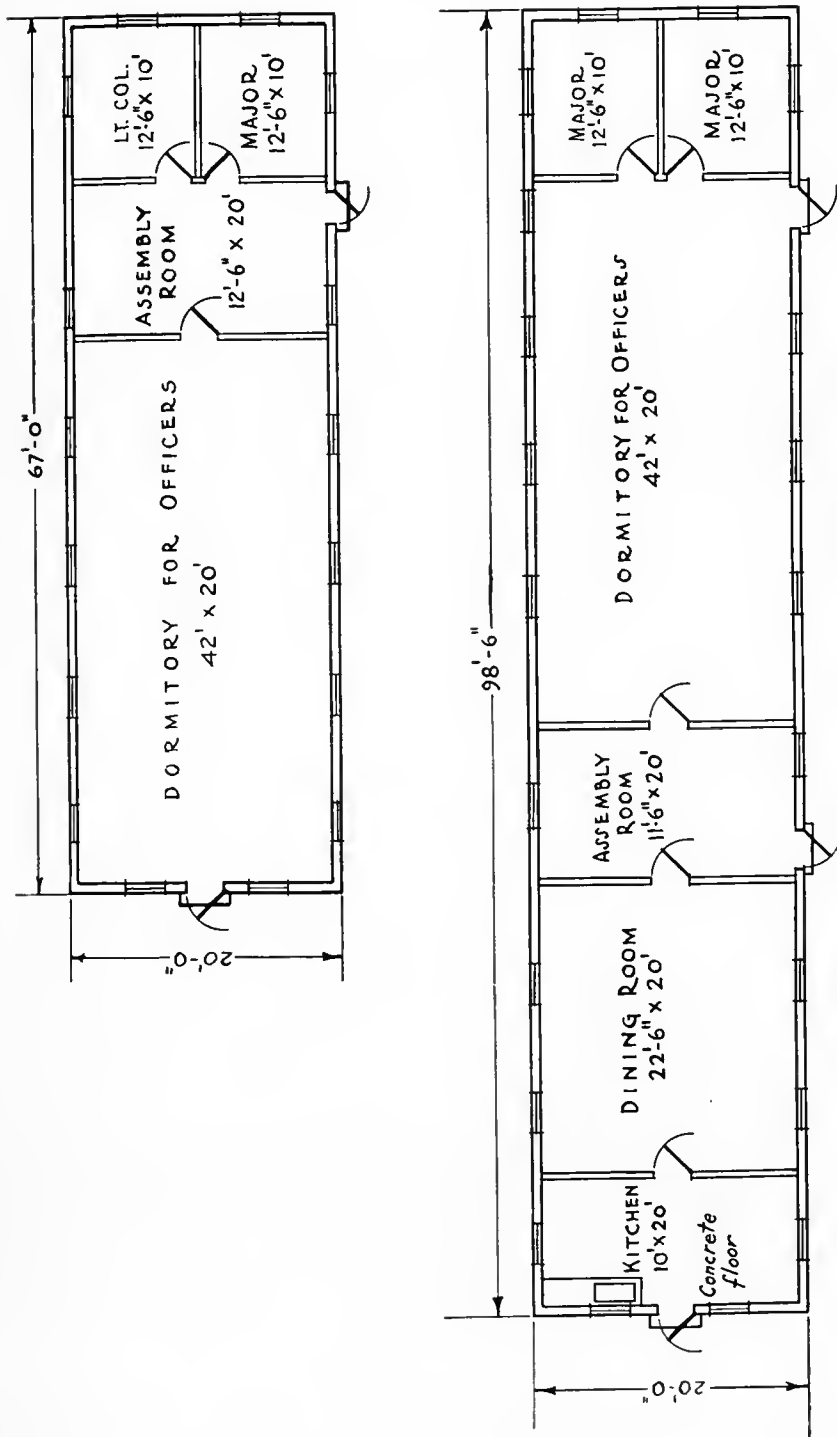 67'-0"
LT. COL.
12'-6" X 10'
MAJOR
12'-6" X 10'
ASSEMBLY
ROOM
12'-6" X 20'
DORMITORY FOR OFFICERS
42' x 20'
20'-0"
98'-6"
MAJOR
12'-6" X 10'
MAJOR
12'-6" X 10'
DORMITORY FOR OFFICERS
42' x 20'
ASSEMBLY
ROOM
11'-6" X 20'
DINING ROOM
22'-6" X 20'
KITCHEN
10' X 20'
Concrete
floor
20'-0"